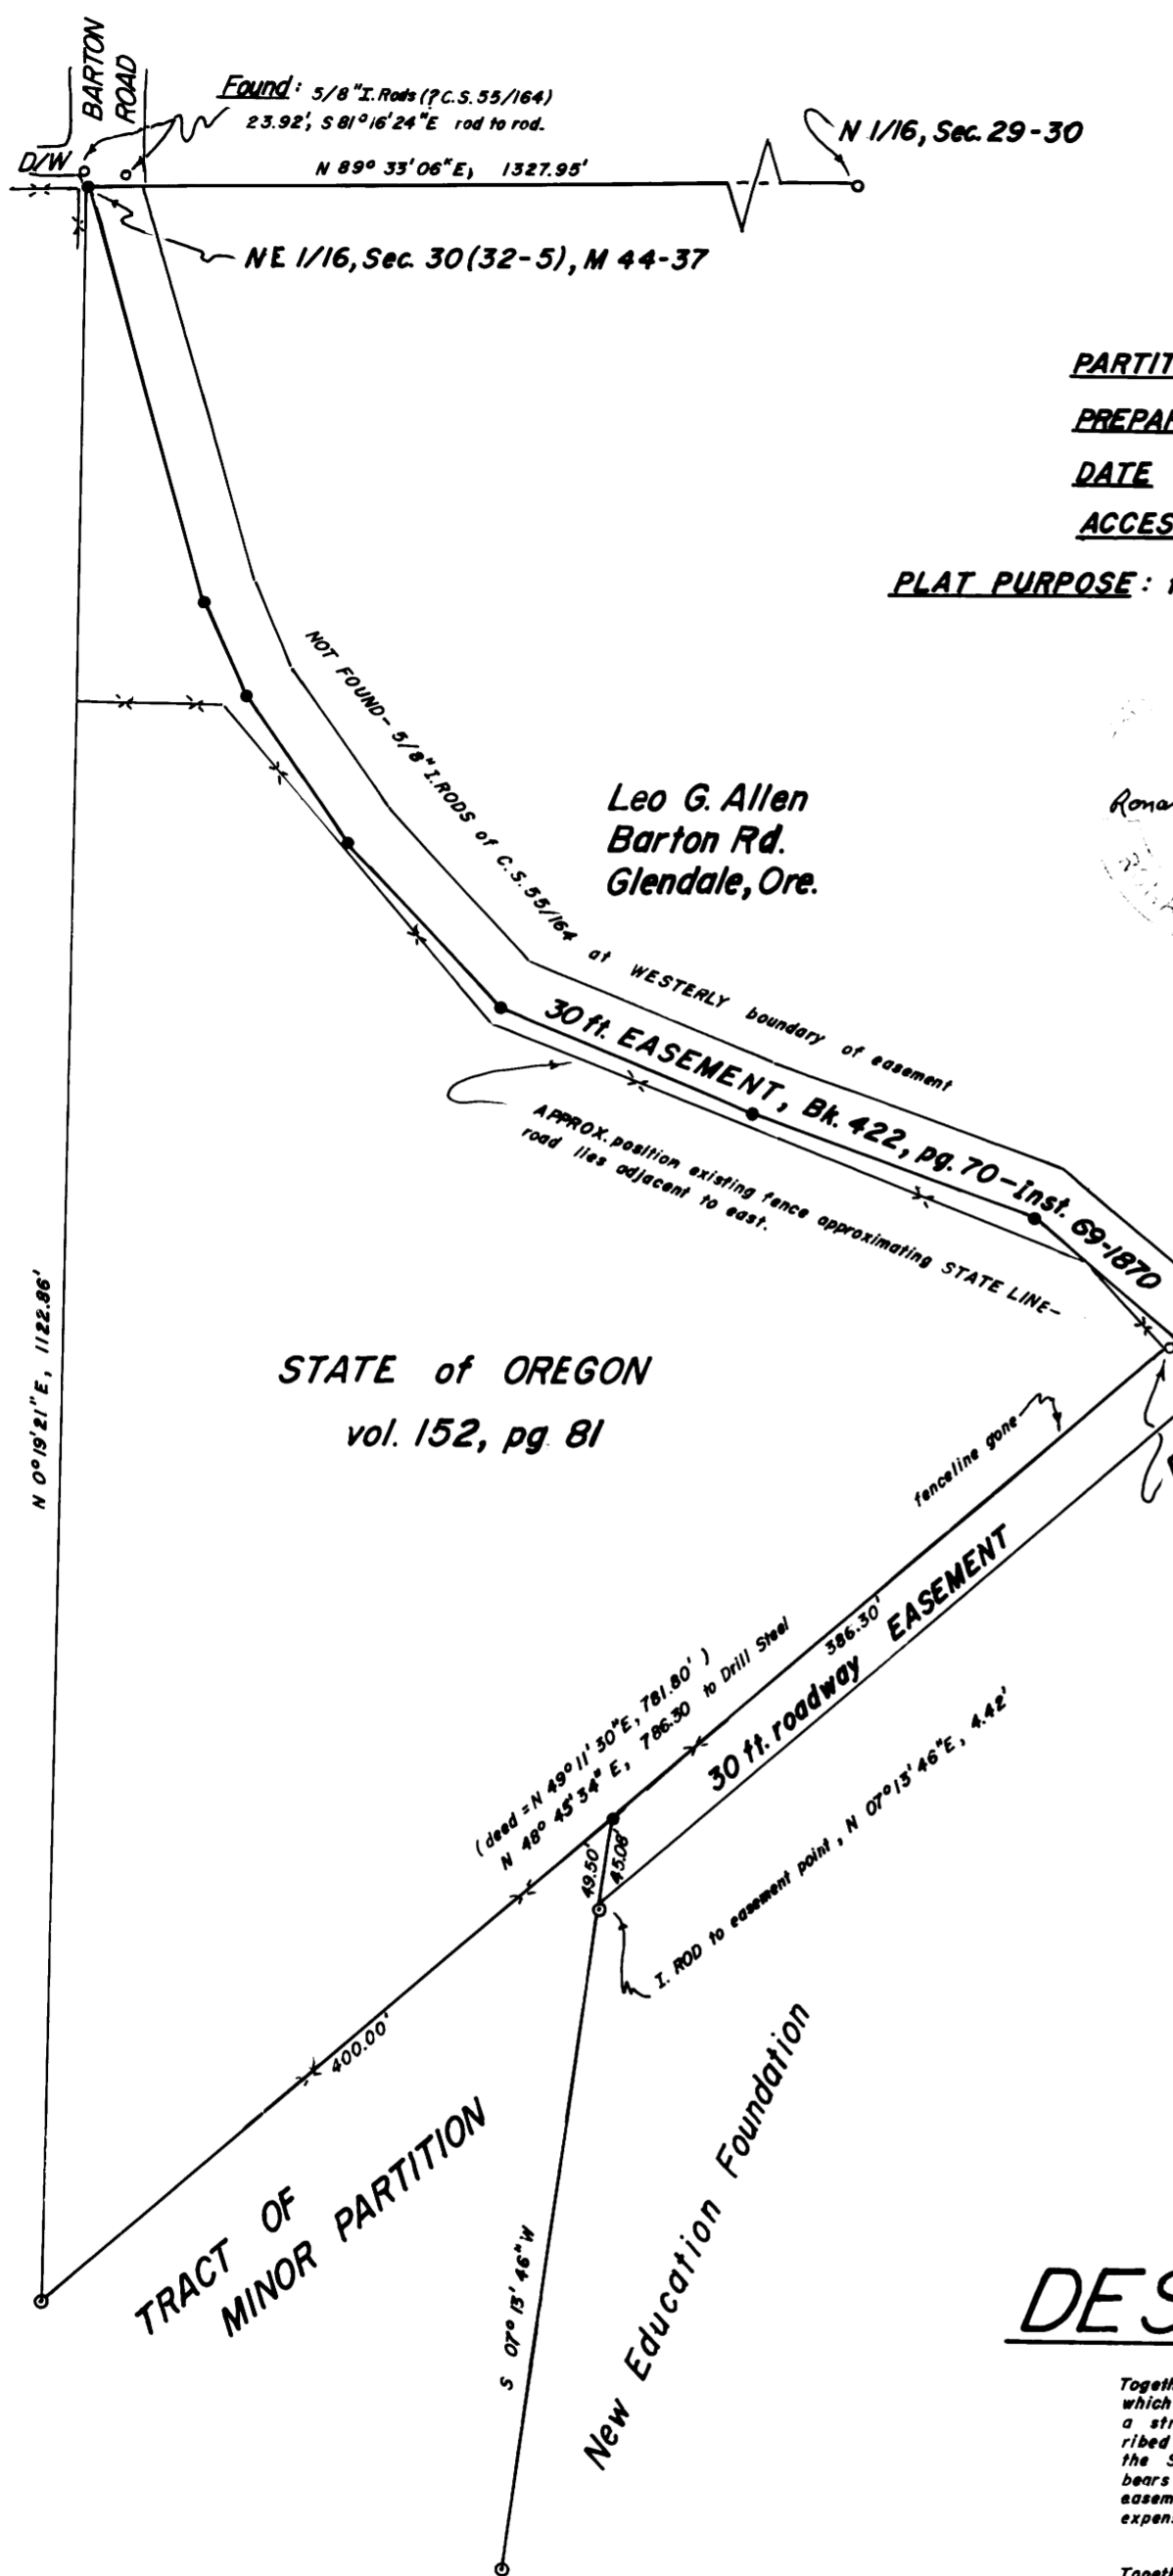 BARTON
ROAD
Found: 5/8" I. Rods (? C.S. 55/164)
23.92', S 81° 16' 24" E rod to rod.
D/W
N 89° 33' 06" E, 1327.95'
N 1/16, Sec. 29-30
NE 1/16, Sec. 30 (32-5), M 44-37
DATE
PLAT PURPOSE:
NOT FOUND - 5/8" I. RODS of C.S. 55/164 at WESTERLY boundary of easement
Leo G. Allen
Barton Rd.
Glendale, Ore.
30 ft. EASEMENT, Bk. 422, pg. 70 - Inst. 69-1870
APPROX. position existing fence approximating STATE LINE-
road lies adjacent to east.
N 0° 19' 21" E, 1122.86'
STATE of OREGON
vol. 152, pg 81
fenceline gone
386.30'
30 ft. roadway EASEMENT
(deed = N 49° 11' 30" E, 781.80')
N 48° 45' 34" E, 786.30 to Drill Steel
49.50'
45.08'
I. ROD to easement point, N 07° 13' 46" E, 4.42'
400.00'
TRACT OF
MINOR PARTITION
S 07° 13' 46" W
New Education Foundation
which
the
bears